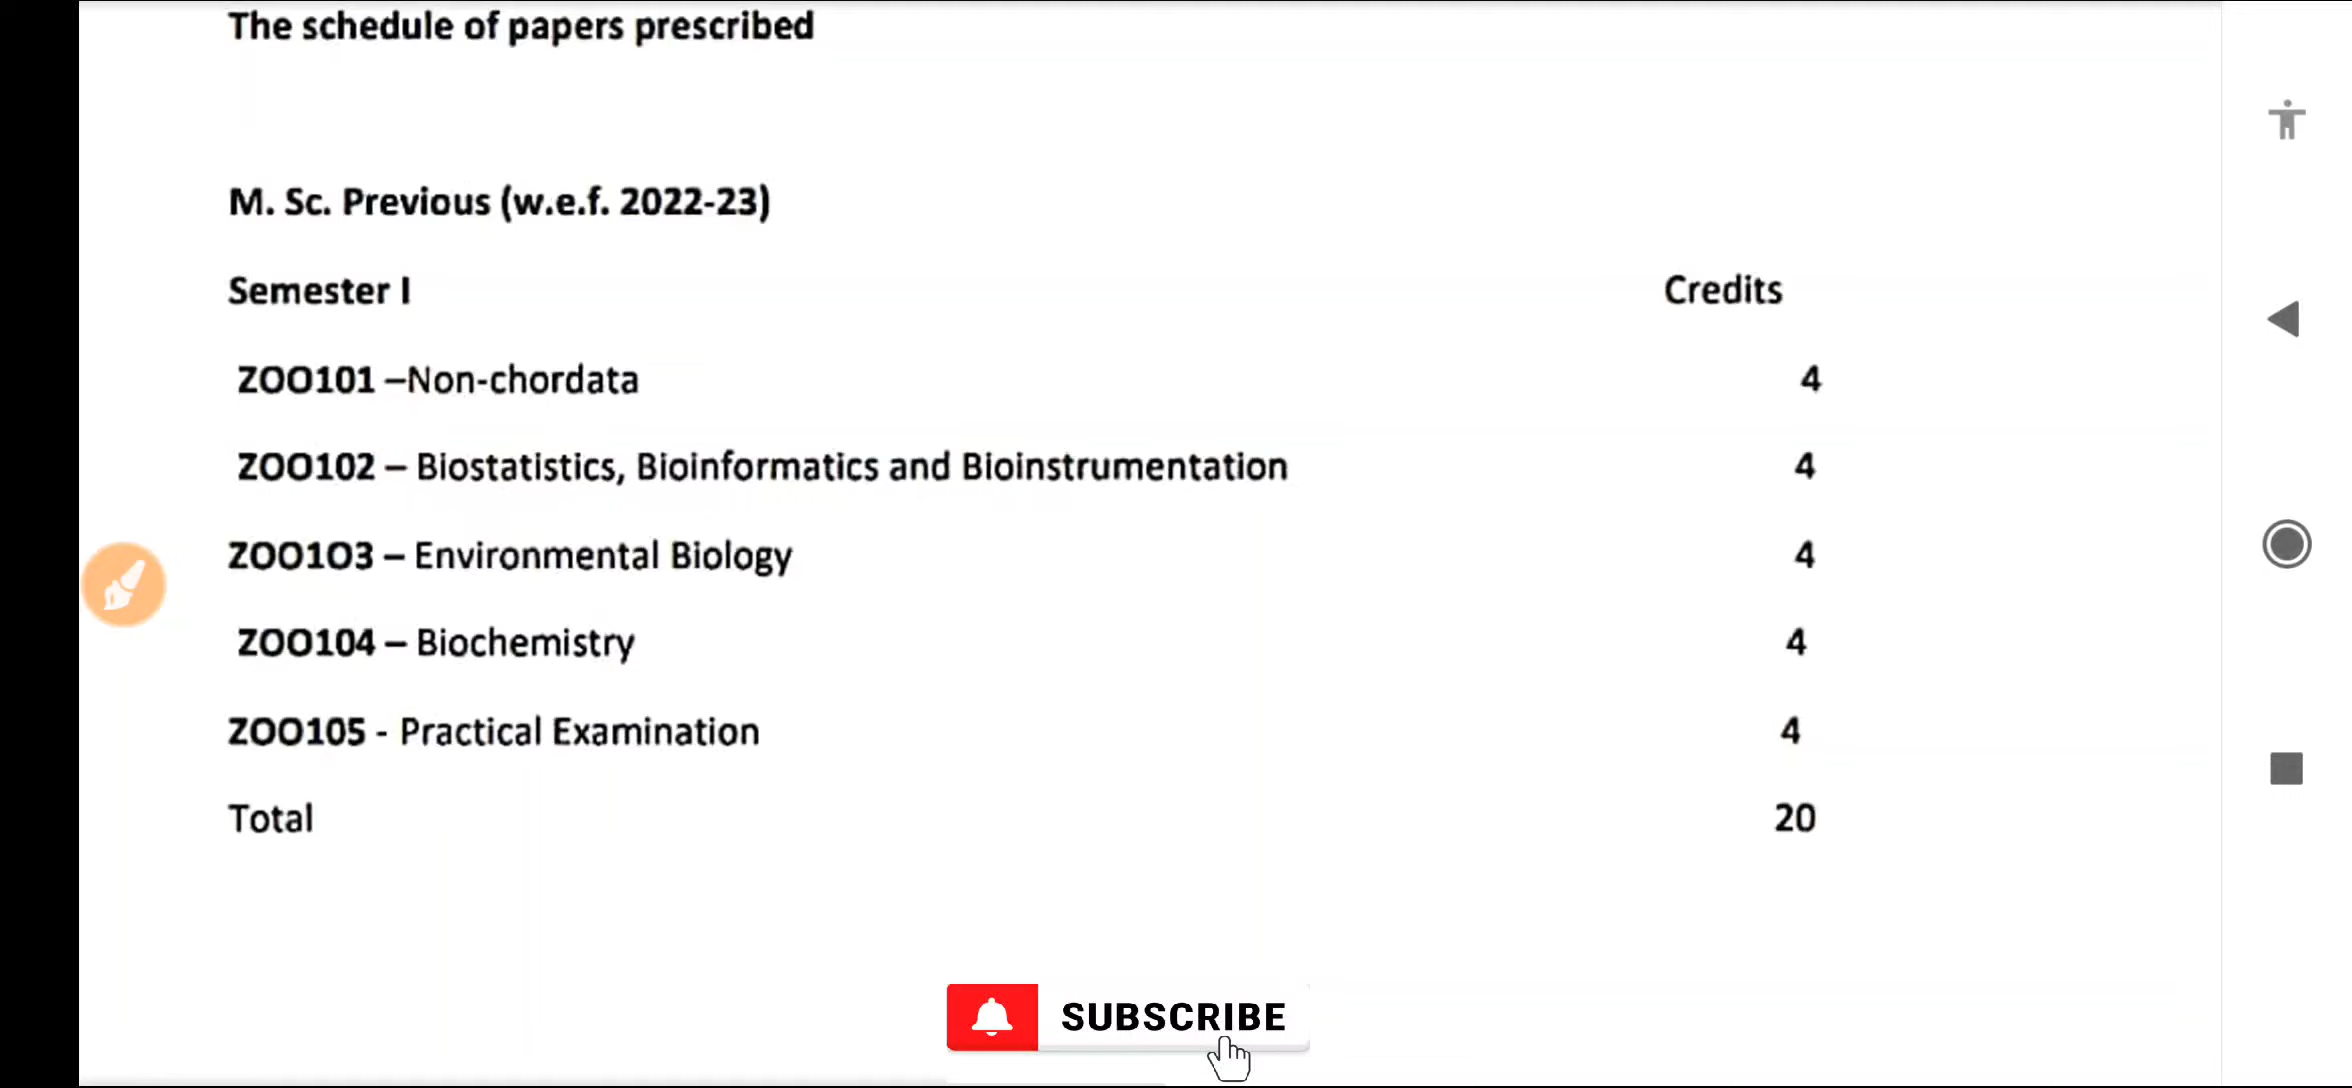 The schedule of papers prescribed
M. Sc. Previous (w.e.f. 2022-23)
Semester I Credits
ZOO101 –Non-chordata 4
ZOO102 – Biostatistics, Bioinformatics and Bioinstrumentation 4
ZOO1O3 – Environmental Biology 4
ZOO104 – Biochemistry 4
ZOO105 - Practical Examination 4
Total 20
SUBSCRIBE